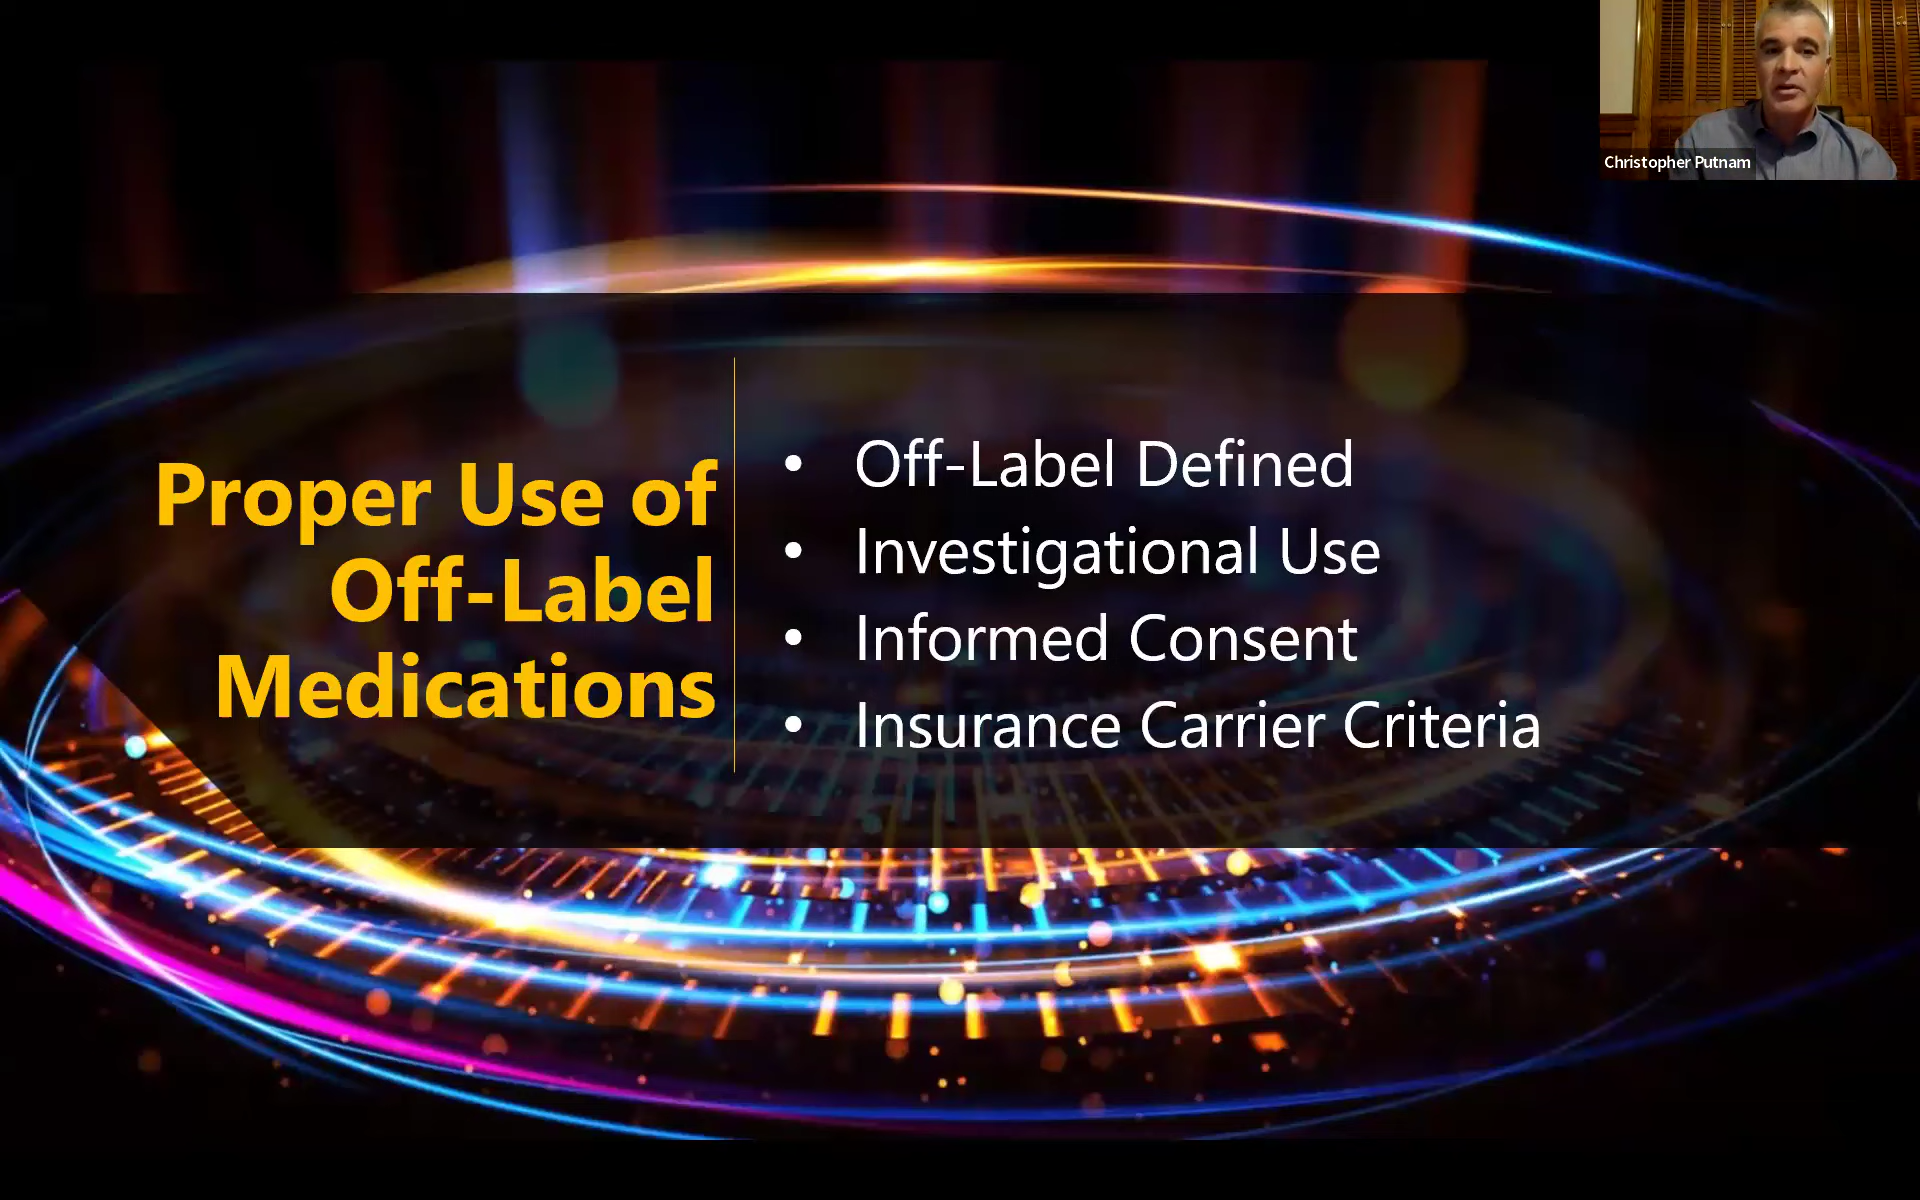 Christopher Putnam
Proper Use of
Off-Label
Medications
• Off-Label Defined
• Investigational Use
• Informed Consent
• Insurance Carrier Criteria